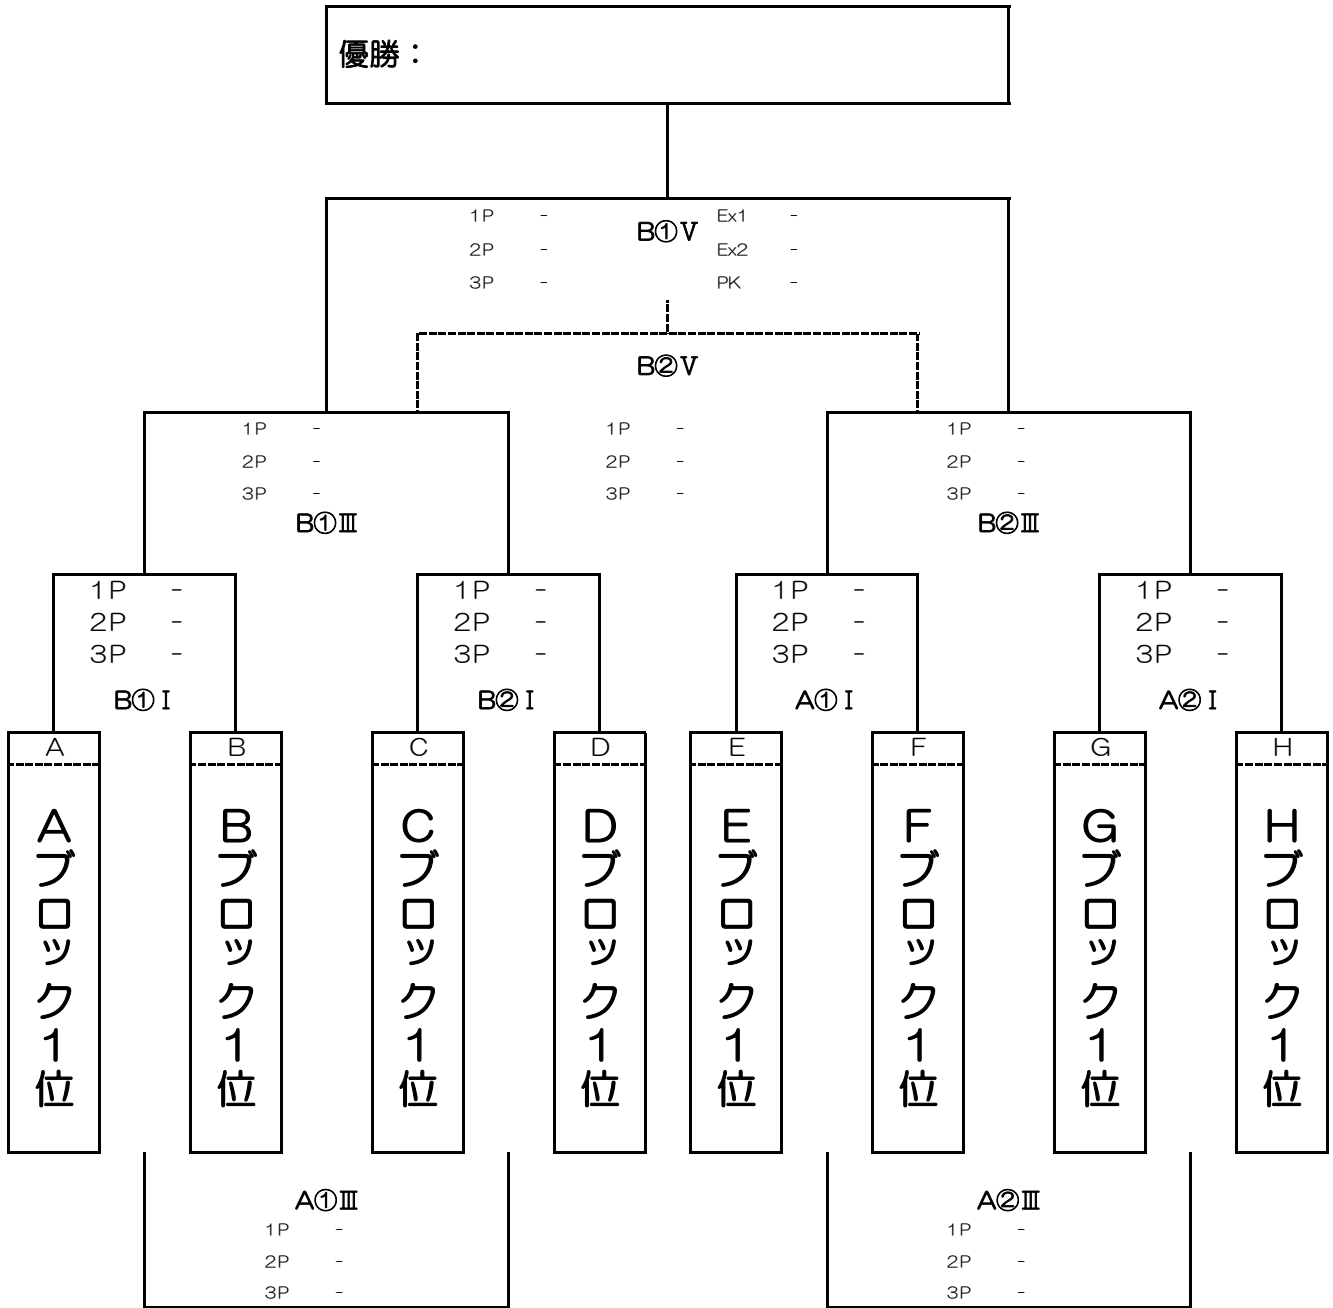 優勝：
1P - B①Ⅴ Ex1 -
2P - Ex2 -
3P - PK -
B②Ⅴ
1P - 1P - 1P -
2P - 2P - 2P -
3P - 3P - 3P -
B①Ⅲ B②Ⅲ
1P - 1P - 1P - 1P -
2P - 2P - 2P - 2P -
3P - 3P - 3P - 3P -
B①Ⅰ B②Ⅰ A①Ⅰ A②Ⅰ
A B C D E F G H
Aブロック1位
Bブロック1位
Cブロック1位
Dブロック1位
Eブロック1位
Fブロック1位
Gブロック1位
Hブロック1位
A①Ⅲ A②Ⅲ
1P - 1P -
2P - 2P -
3P - 3P -